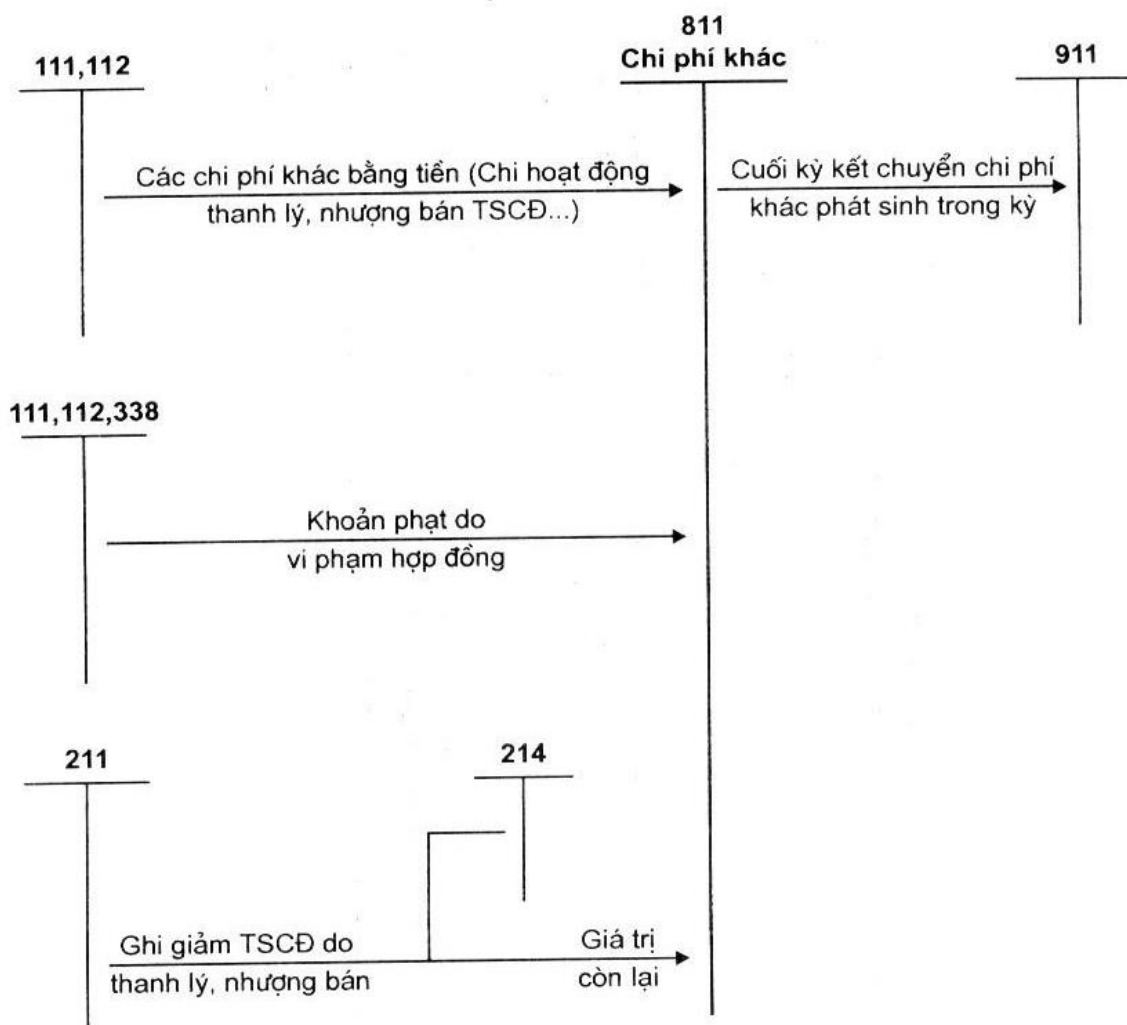 811
Chi phí khác
111,112
911
Các chi phí khác bằng tiền (Chi hoạt động
thanh lý, nhượng bán TSCĐ...)
Cuối kỳ kết chuyển chi phí
khác phát sinh trong kỳ
111,112,338
Khoản phạt do
vi phạm hợp đồng
211
214
Ghi giảm TSCĐ do
thanh lý, nhượng bán
Giá trị
còn lại